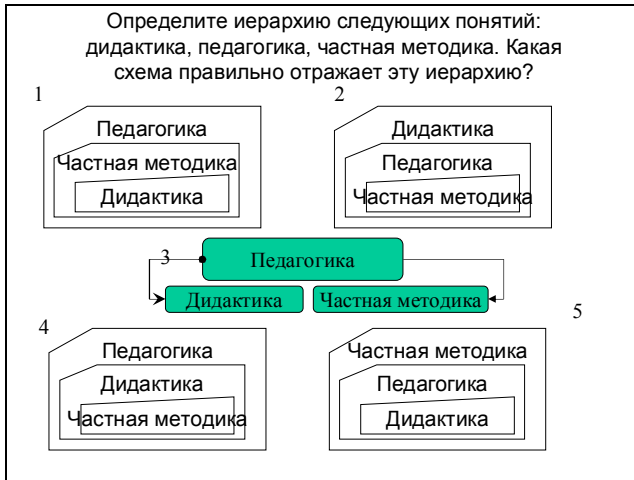 Определите иерархию следующих понятий:
дидактика, педагогика, частная методика. Какая
схема правильно отражает эту иерархию?
1
Педагогика
Частная методика
Дидактика
2
Дидактика
Педагогика
Частная методика
3
Педагогика
Дидактика
Частная методика
4
Педагогика
Дидактика
Частная методика
5
Частная методика
Педагогика
Дидактика